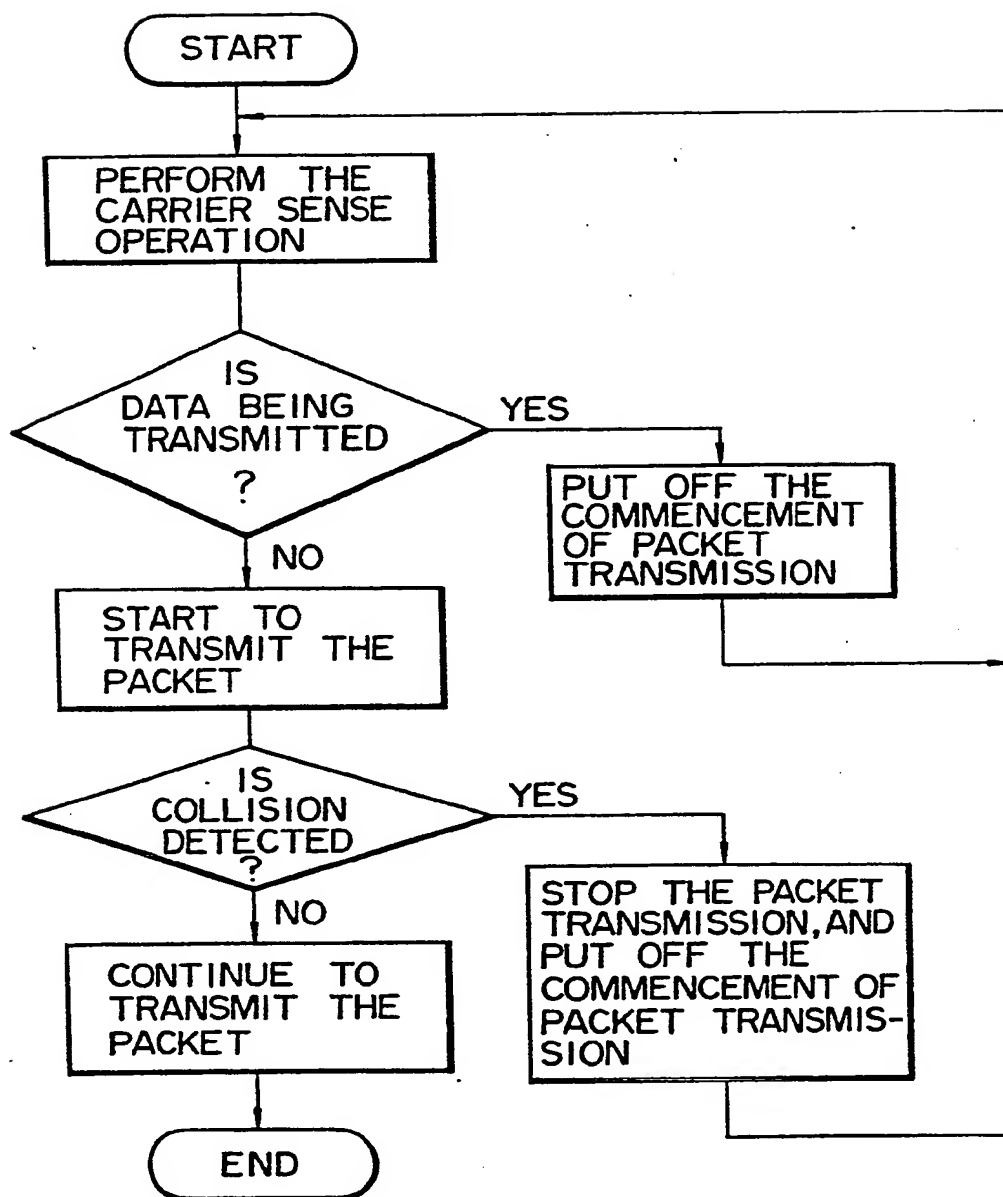 START
PERFORM THE
CARRIER SENSE
OPERATION
IS
DATA BEING
TRANSMITTED
?
YES
PUT OFF THE
COMMENCEMENT
OF PACKET
TRANSMISSION
NO
START TO
TRANSMIT THE
PACKET
IS
COLLISION
DETECTED
?
YES
STOP THE PACKET
TRANSMISSION, AND
PUT OFF THE
COMMENCEMENT OF
PACKET TRANSMIS-
SION
NO
CONTINUE TO
TRANSMIT THE
PACKET
END